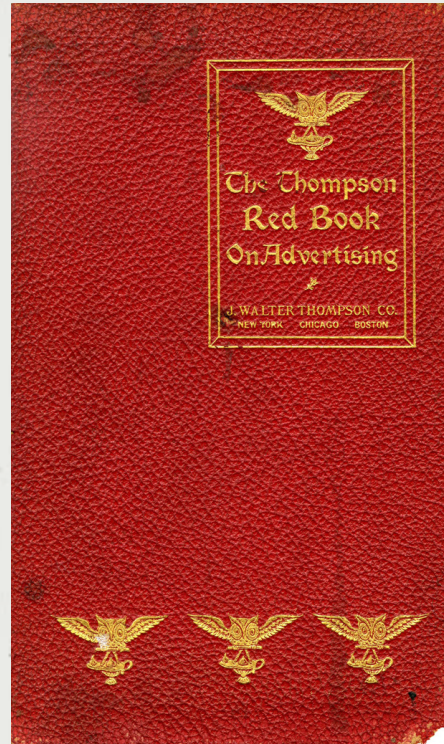 The Thompson
Red Book
On Advertising
J. WALTER THOMPSON CO.
NEW YORK CHICAGO BOSTON